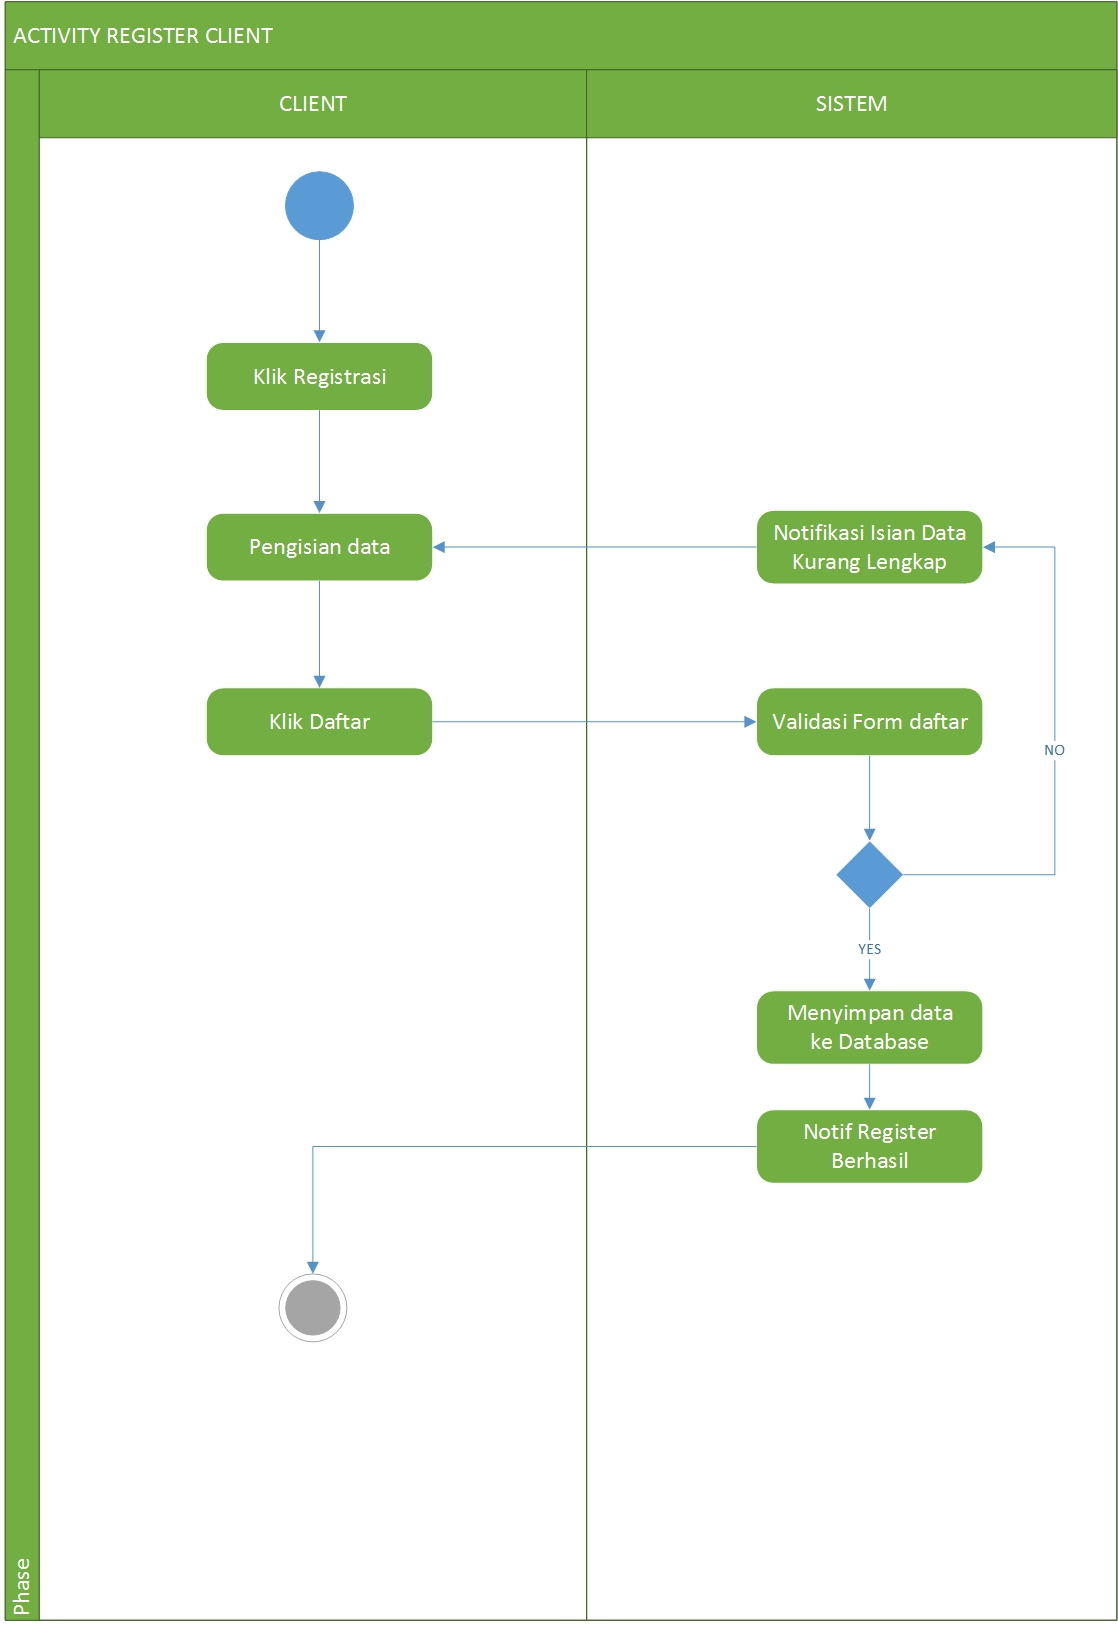 ACTIVITY REGISTER CLIENT
CLIENT
SISTEM
Klik Registrasi
Pengisian data
Notifikasi Isian Data
Kurang Lengkap
Klik Daftar
Validasi Form daftar
NO
YES
Menyimpan data
ke Database
Notif Register
Berhasil
Phase